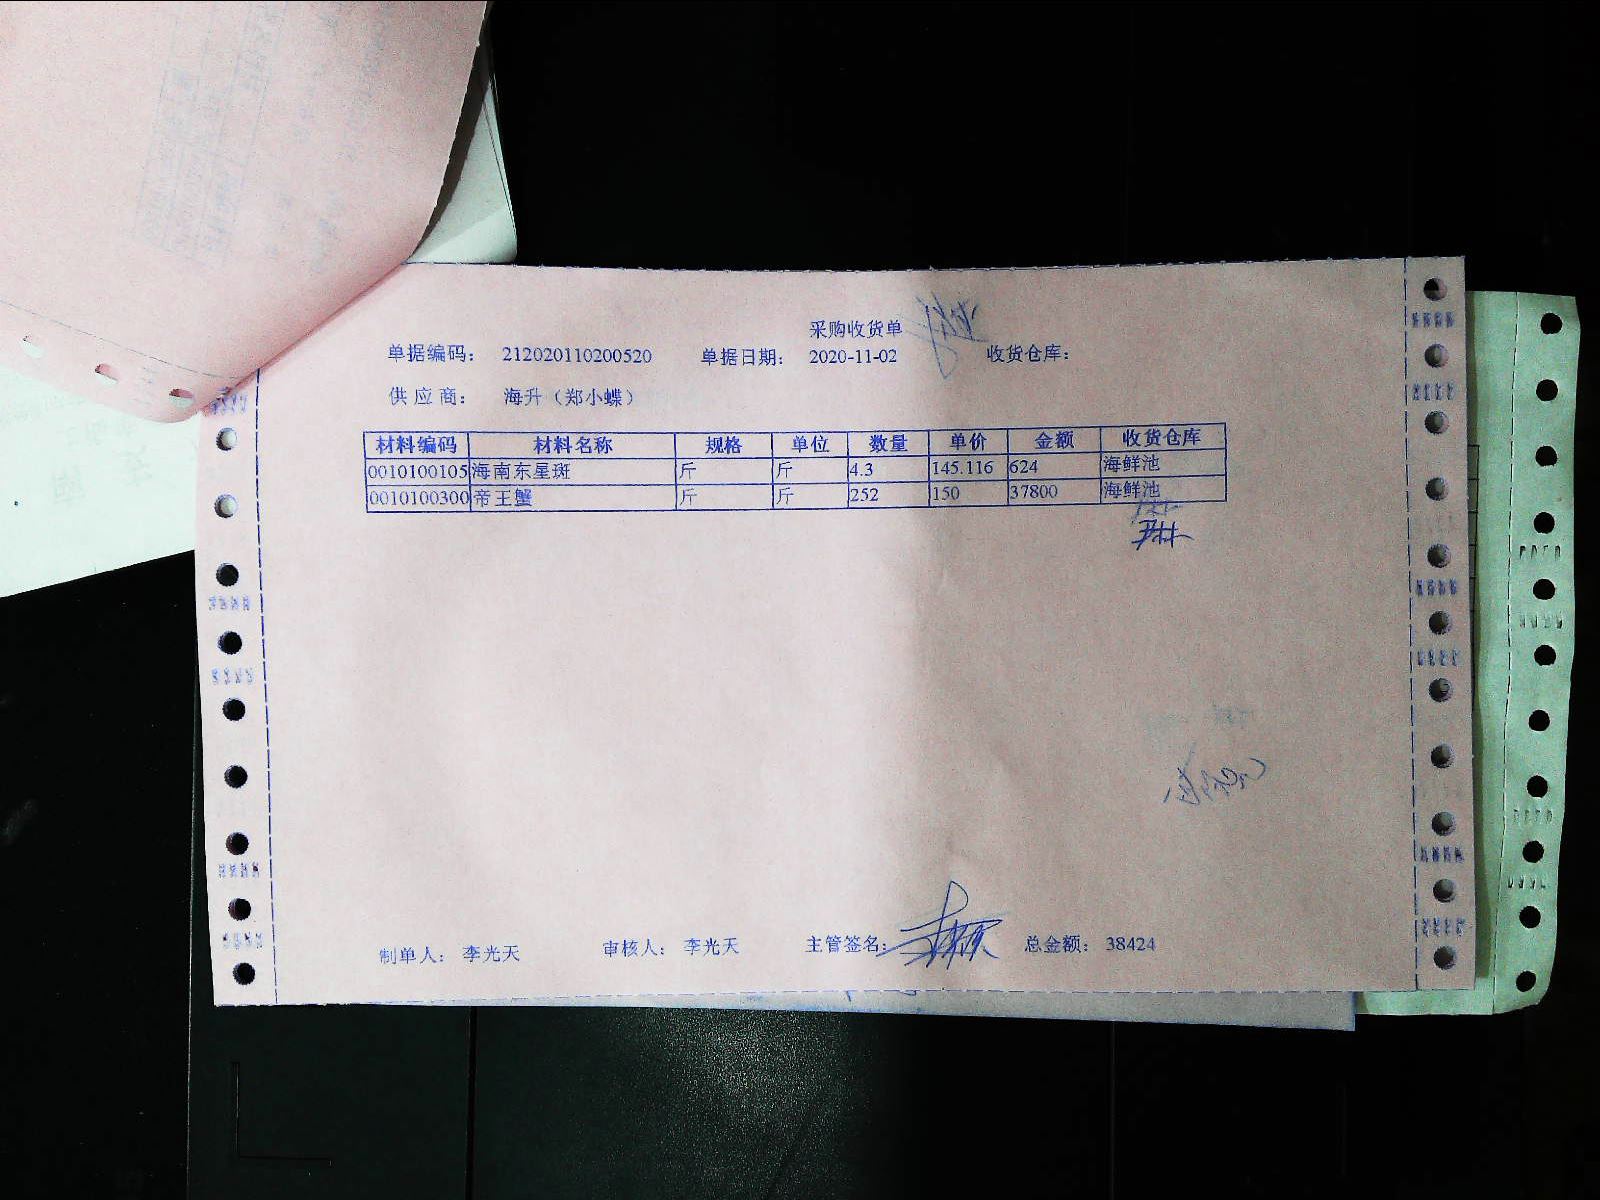 采购收货单
单据编码： 212020110200520 单据日期： 2020-11-02 收货仓库：
供 应 商： 海升（郑小蝶）
材料编码 材料名称 规格 单位 数量 单价 金额 收货仓库
0010100105 海南东星斑 斤 斤 4.3 145.116 624 海鲜池
0010100300 帝王蟹 斤 斤 252 150 37800 海鲜池
制单人： 李光天 审核人： 李光天 主管签名： 总金额： 38424